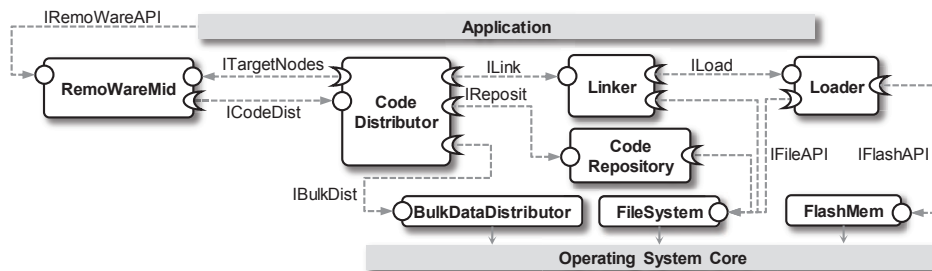 IRemoWareAPI
Application
RemoWareMid
ITargetNodes
ICodeDist
Code
Distributor
ILink
IReposit
Linker
ILoad
Loader
Code
Repository
IFileAPI
IFlashAPI
IBulkDist
BulkDataDistributor
FileSystem
FlashMem
Operating System Core